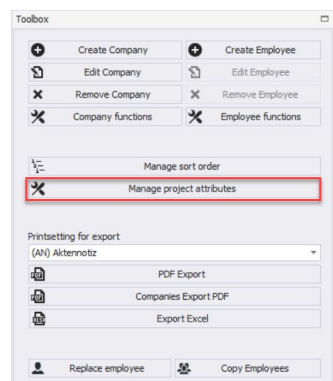 Toolbox
Create Company
Create Employee
Edit Company
Edit Employee
Remove Company
Remove Employee
Company functions
Employee functions
Manage sort order
Manage project attributes
Printsetting for export
(AN) Aktennotiz
PDF Export
Companies Export PDF
Export Excel
Replace employee
Copy Employees